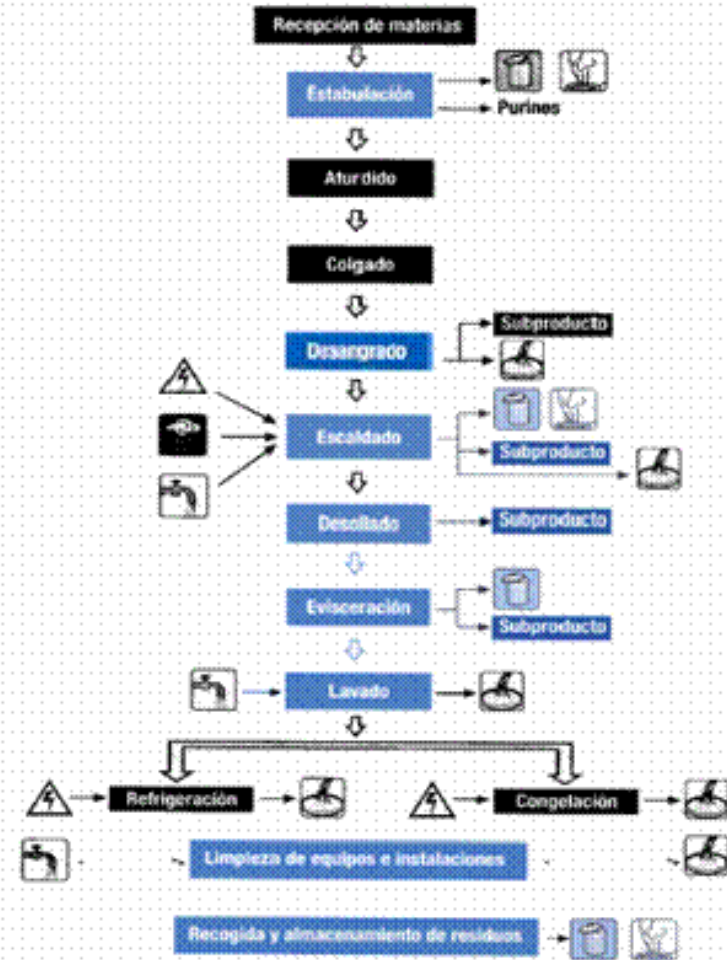 Recepción de materias
Estabulación
Purines
Aturdido
Colgado
Desangrado
Subproducto
Escaldado
Subproducto
Desollado
Subproducto
Evisceración
Subproducto
Lavado
Refrigeración
Congelación
Limpieza de equipos e instalaciones
Recogida y almacenamiento de residuos